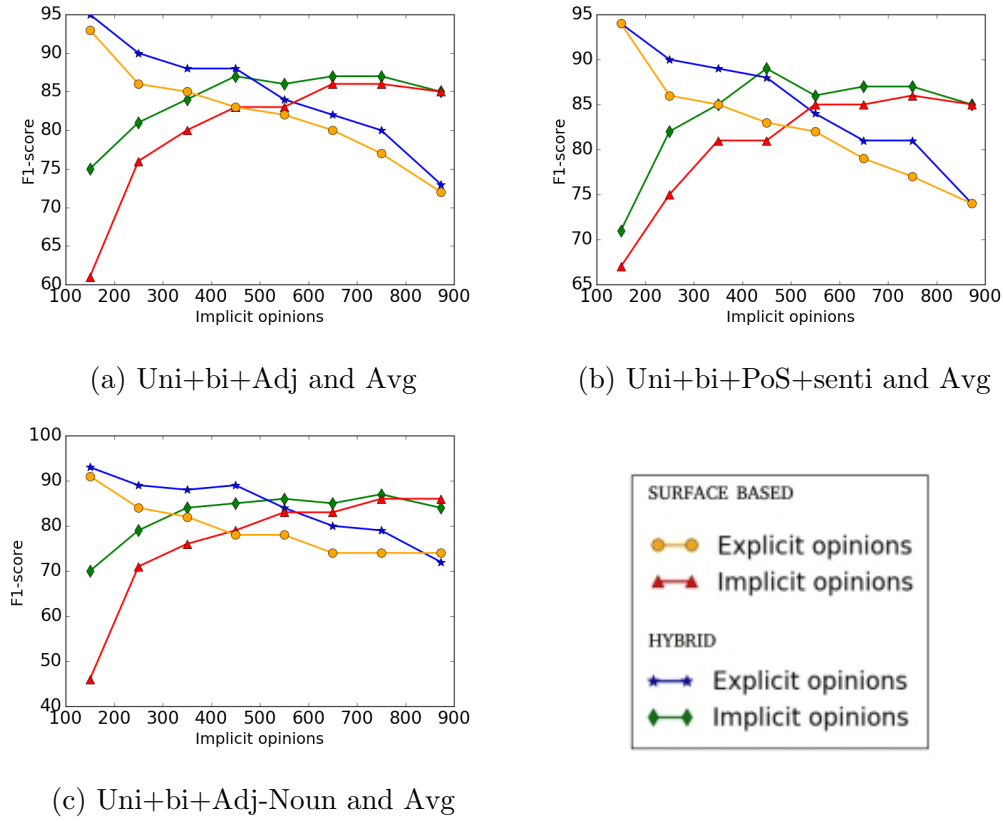 95
90
85
80
75
70
65
60
F1-score
100 200 300 400 500 600 700 800 900
Implicit opinions
(a) Uni+bi+Adj and Avg
95
90
85
80
75
70
65
F1-score
100 200 300 400 500 600 700 800 900
Implicit opinions
(b) Uni+bi+PoS+senti and Avg
100
90
80
70
60
50
40
F1-score
100 200 300 400 500 600 700 800 900
Implicit opinions
(c) Uni+bi+Adj-Noun and Avg
SURFACE BASED
Explicit opinions
Implicit opinions
HYBRID
Explicit opinions
Implicit opinions